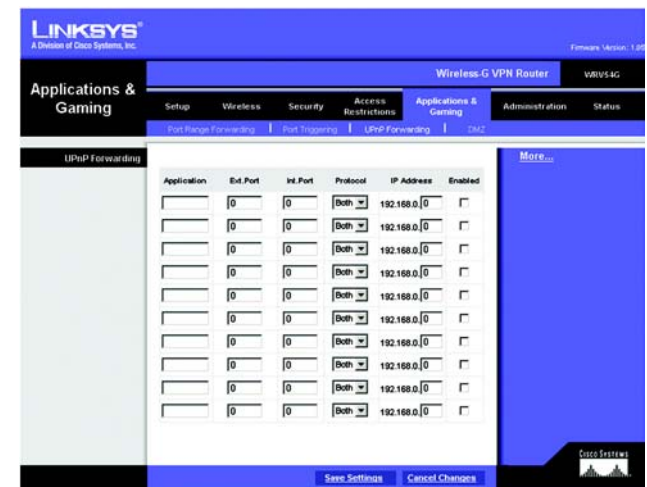 LINKSYS®
A Division of Cisco Systems, Inc.
Firmware Version: 1.05
Wireless-G VPN Router WRV54G
Applications & Gaming
Setup Wireless Security Access Restrictions Applications & Gaming Administration Status
Port Range Forwarding | Port Triggering | UPnP Forwarding | DMZ
UPnP Forwarding
More...
Application Ext.Port Int.Port Protocol IP Address Enabled
0 0 Both 192.168.0. 0
0 0 Both 192.168.0. 0
0 0 Both 192.168.0. 0
0 0 Both 192.168.0. 0
0 0 Both 192.168.0. 0
0 0 Both 192.168.0. 0
0 0 Both 192.168.0. 0
0 0 Both 192.168.0. 0
0 0 Both 192.168.0. 0
0 0 Both 192.168.0. 0
Save Settings Cancel Changes
CISCO SYSTEMS